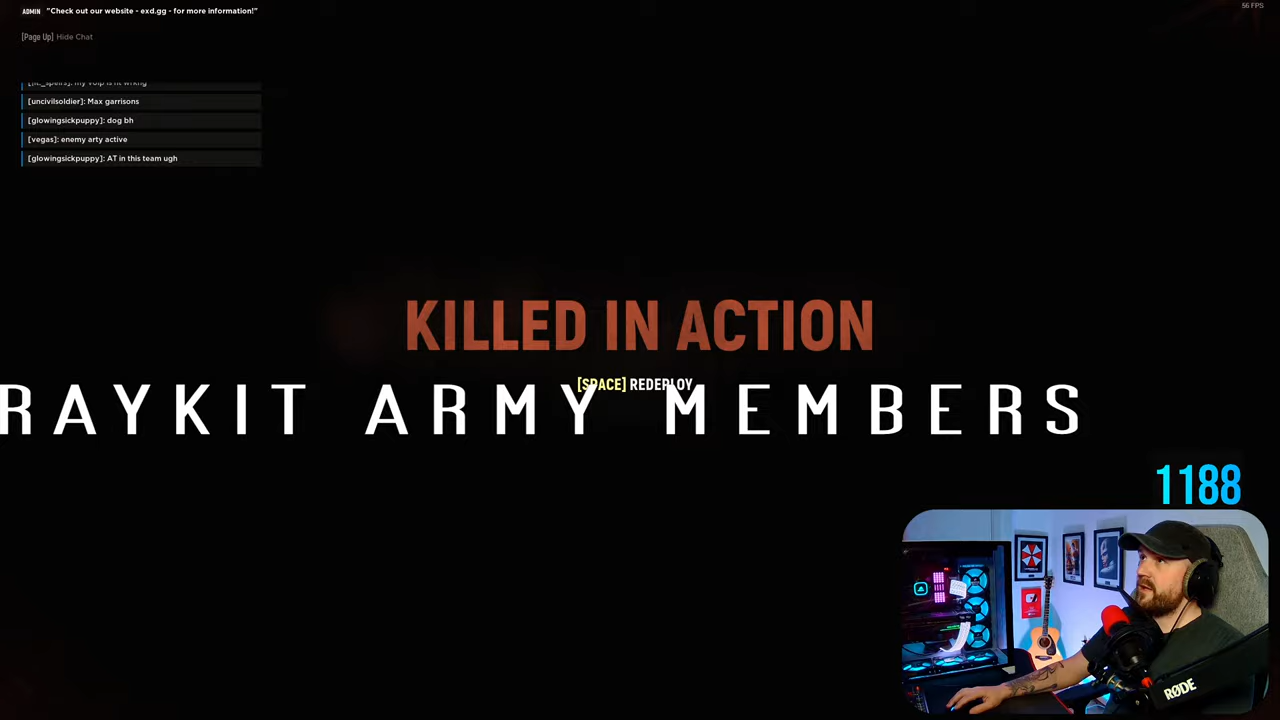 ADMIN "Check out our website - exd.gg - for more information!"
56 FPS
[Page Up] Hide Chat
[uncivilsoldier]: Max garrisons
[glowingsickpuppy]: dog bh
[vegas]: enemy arty active
[glowingsickpuppy]: AT in this team ugh
KILLED IN ACTION
[SPACE] REDEPLOY
RAYKIT ARMY MEMBERS
1188
RØDE